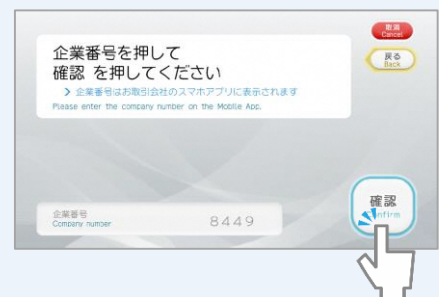 取消
Cancel
企業番号を押して
確認 を押してください
戻る
Back
> 企業番号はお取引会社のスマホアプリに表示されます
Please enter the company number on the Mobile App.
確認
Confirm
企業番号
Company number
8449